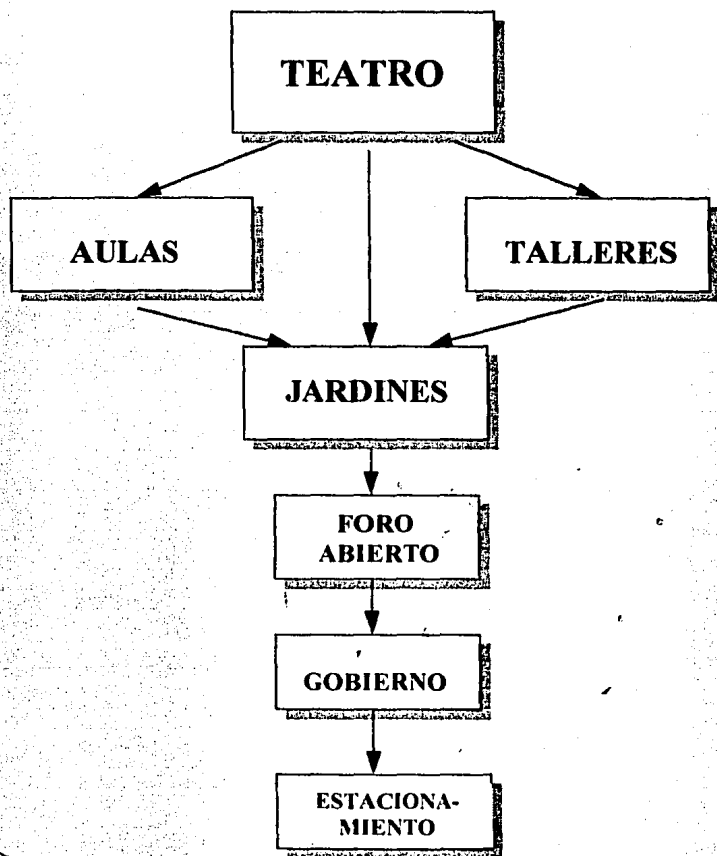 TEATRO
AULAS
TALLERES
JARDINES
FORO
ABIERTO
GOBIERNO
ESTACIONA-
MIENTO